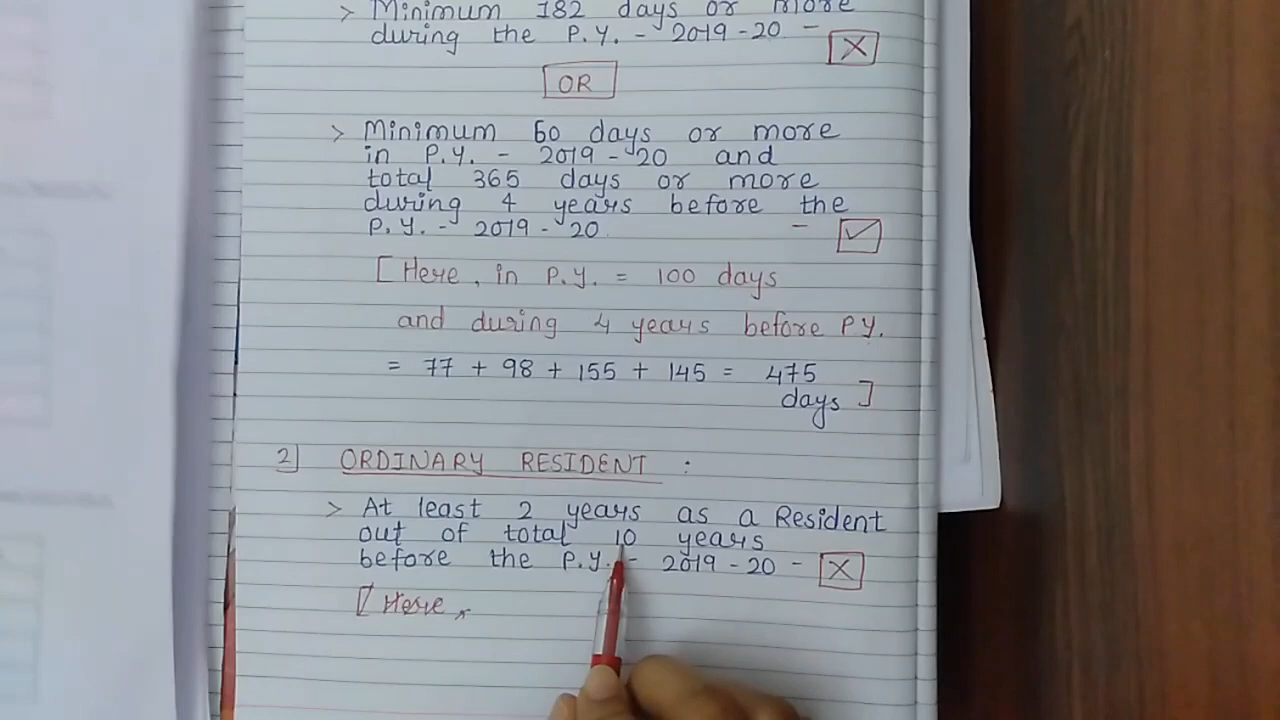 > Minimum 182 days or more
during the P.Y. - 2019-20 - [X]
OR
> Minimum 60 days or more
in P.Y. - 2019-20 and
total 365 days or more
during 4 years before the
P.Y. - 2019-20. - [✓]
[Here, in P.Y. = 100 days
and during 4 years before P.Y.
= 77 + 98 + 155 + 145 = 475
days]
2] ORDINARY RESIDENT :
> At least 2 years as a Resident
out of total 10 years
before the P.Y. - 2019-20 - [X]
[Here,